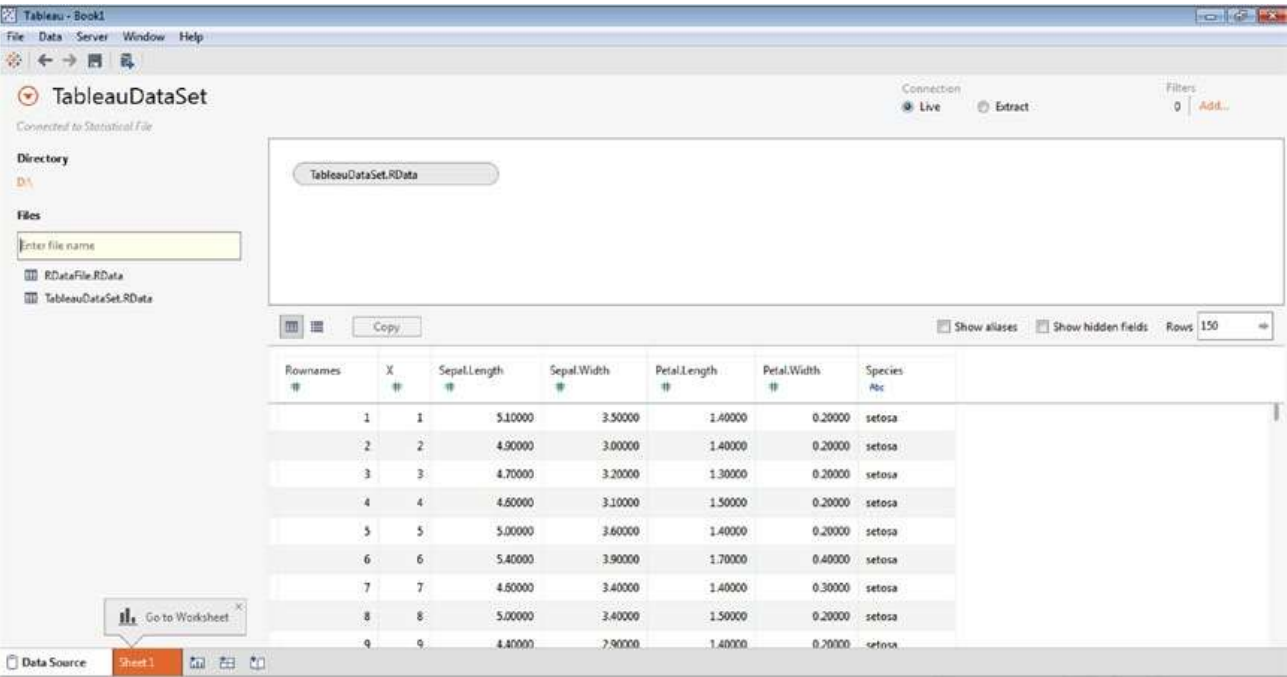 Tableau - Book1
File Data Server Window Help
TableauDataSet
Connected to Statistical File
Connection
Live Extract
Filters
0 Add...
Directory
D:\
Files
Enter file name
RDataFile.RData
TableauDataSet.RData
TableauDataSet.RData
Copy Show aliases Show hidden fields Rows 150
Rownames X Sepal.Length Sepal.Width Petal.Length Petal.Width Species
Abc
1 1 5.10000 3.50000 1.40000 0.20000 setosa
2 2 4.90000 3.00000 1.40000 0.20000 setosa
3 3 4.70000 3.20000 1.30000 0.20000 setosa
4 4 4.60000 3.10000 1.50000 0.20000 setosa
5 5 5.00000 3.60000 1.40000 0.20000 setosa
6 6 5.40000 3.90000 1.70000 0.40000 setosa
7 7 4.60000 3.40000 1.40000 0.30000 setosa
8 8 5.00000 3.40000 1.50000 0.20000 setosa
9 9 4.40000 2.90000 1.40000 0.20000 setosa
Go to Worksheet
Data Source Sheet 1